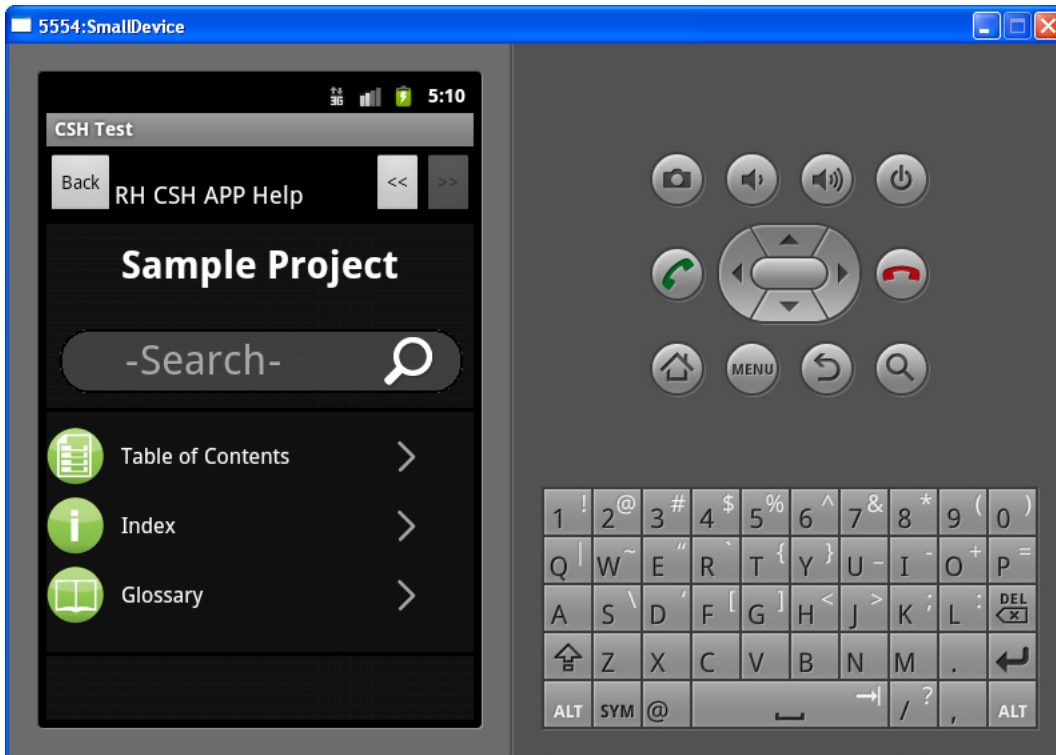 5554:SmallDevice
3G 5:10
CSH Test
Back RH CSH APP Help << >>
Sample Project
-Search-
Table of Contents
i Index
Glossary
MENU
1 ! 2 @ 3 # 4 $ 5 % 6 ^ 7 & 8 * 9 ( 0 )
Q | W ~ E “ R ` T { Y } U _ I - O + P =
A S \ D ‘ F [ G ] H < J > K ; L : DEL
Z X C V B N M .
ALT SYM @ / ? , ALT